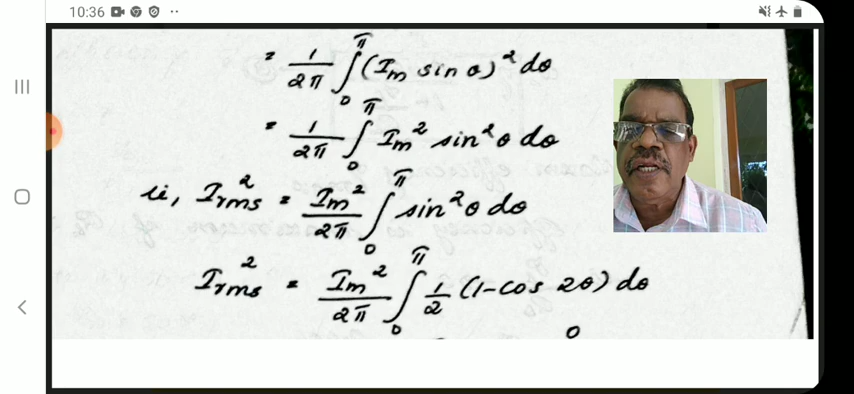 10:36
= 1/2π ∫₀^π (Im sin θ)² dθ
= 1/2π ∫₀^π Im² sin²θ dθ
ie, Irms² = Im²/2π ∫₀^π sin²θ dθ
Irms² = Im²/2π ∫₀^π 1/2 (1-cos 2θ) dθ
0